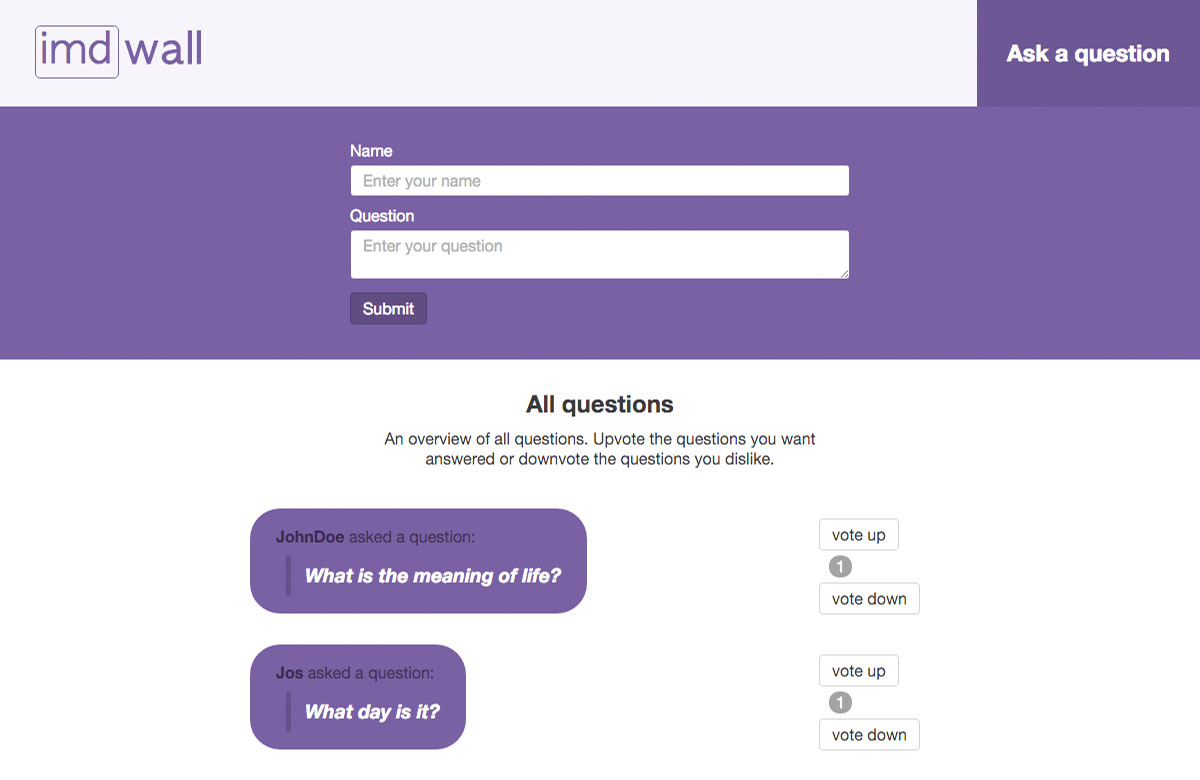 imd wall
Ask a question
Name
Enter your name
Question
Enter your question
Submit
All questions
An overview of all questions. Upvote the questions you want
answered or downvote the questions you dislike.
JohnDoe asked a question:
What is the meaning of life?
vote up
1
vote down
Jos asked a question:
What day is it?
vote up
1
vote down